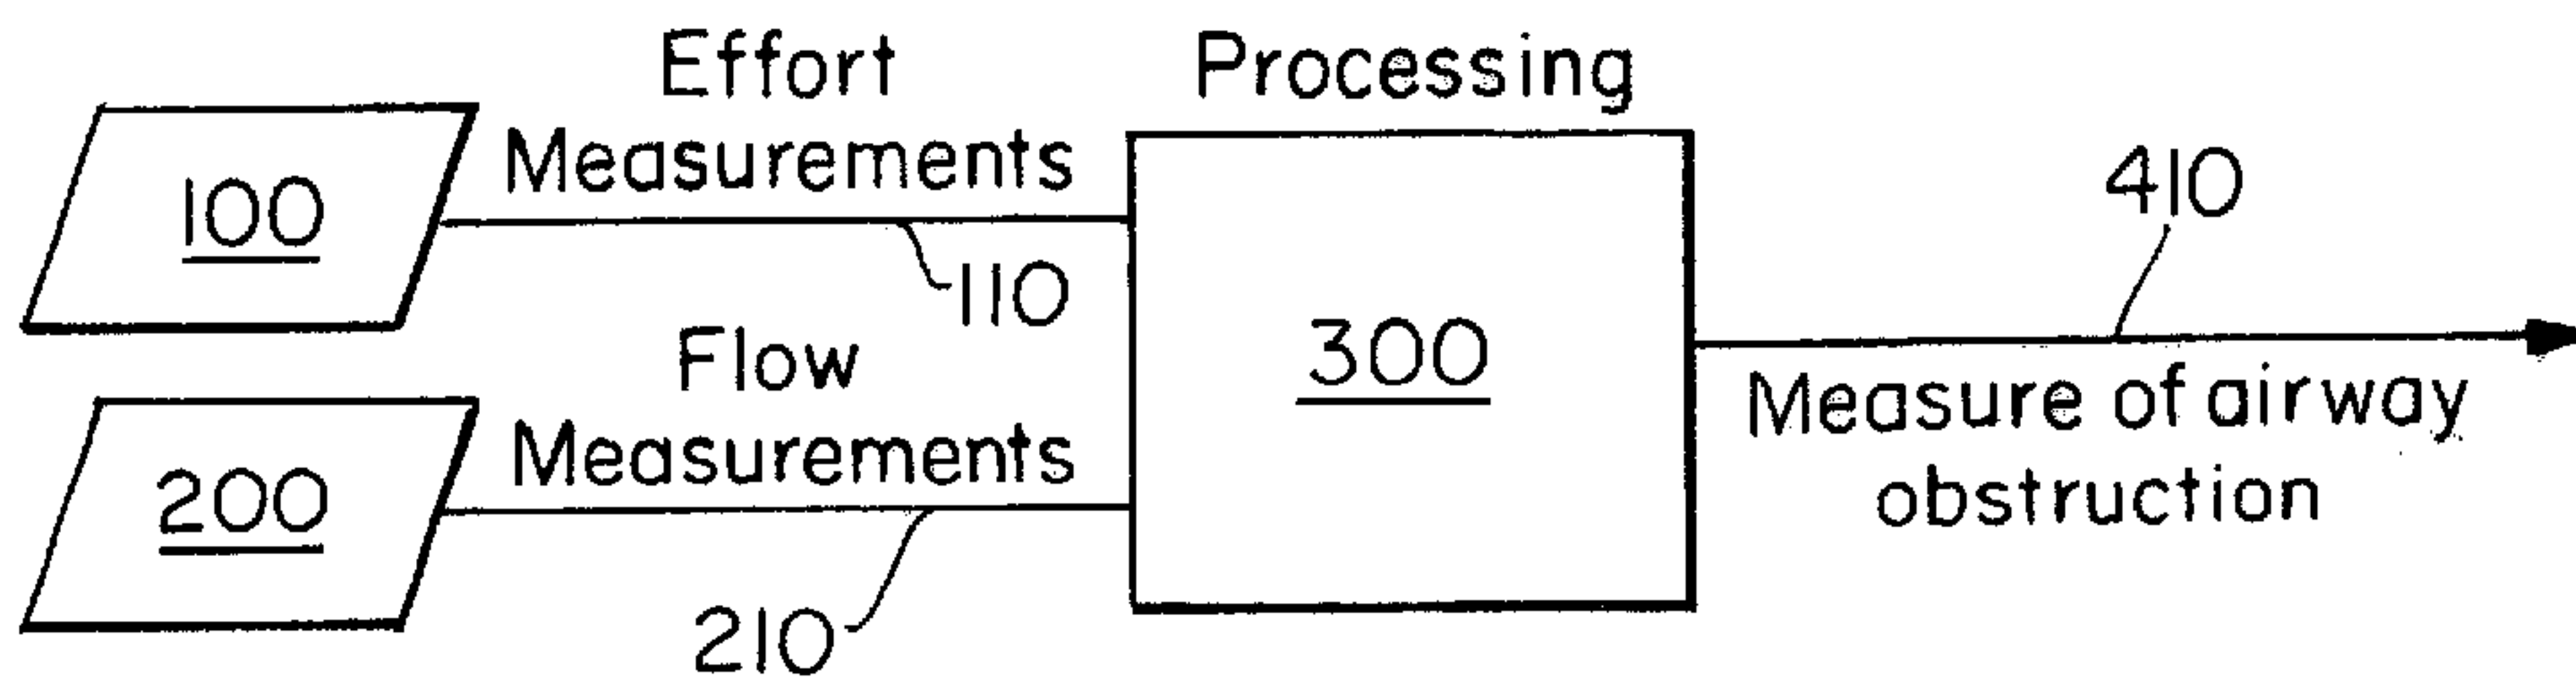 Effort
Measurements
Processing
100
110
410
Flow
Measurements
300
Measure of airway
obstruction
200
210